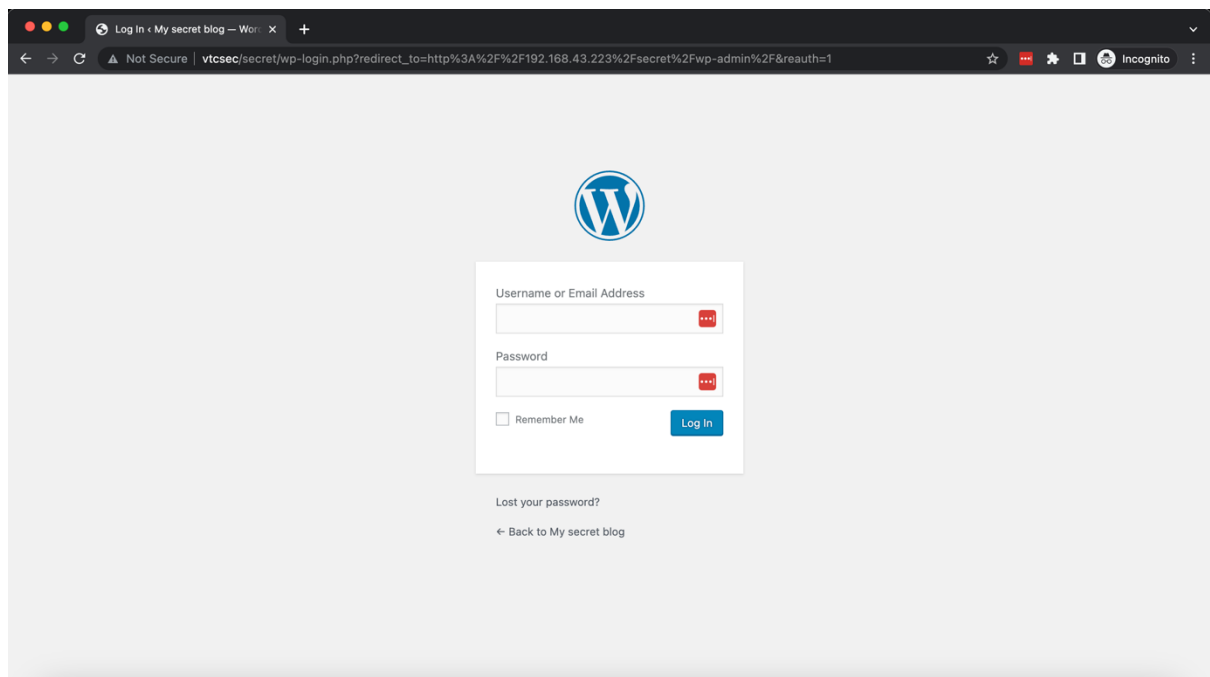 Log In ‹ My secret blog — Wor
Not Secure | vtcsec/secret/wp-login.php?redirect_to=http%3A%2F%2F192.168.43.223%2Fsecret%2Fwp-admin%2F&reauth=1
Incognito
Username or Email Address
Password
Remember Me
Log In
Lost your password?
← Back to My secret blog